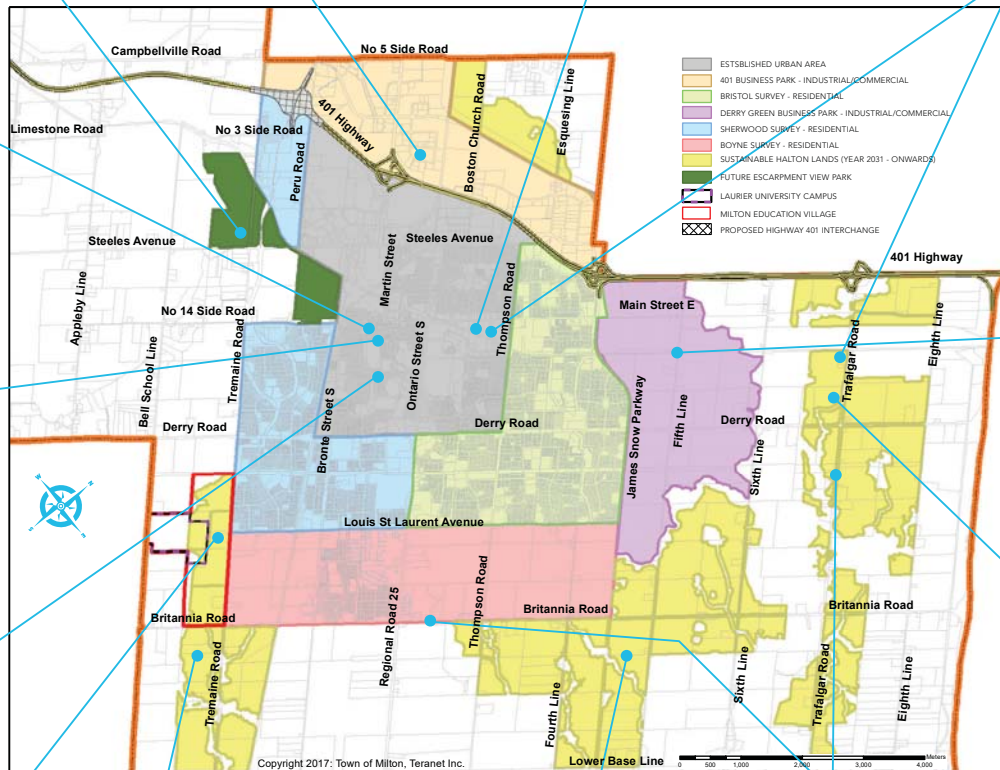 No 5 Side Road
Campbellville Road
401 Highway
Boston Church Road
Esquesing Line
Limestone Road
No 3 Side Road
Peru Road
ESTSBLISHED URBAN AREA
401 BUSINESS PARK - INDUSTRIAL/COMMERCIAL
BRISTOL SURVEY - RESIDENTIAL
DERRY GREEN BUSINESS PARK - INDUSTRIAL/COMMERCIAL
SHERWOOD SURVEY - RESIDENTIAL
BOYNE SURVEY - RESIDENTIAL
SUSTAINABLE HALTON LANDS (YEAR 2031 - ONWARDS)
FUTURE ESCARPMENT VIEW PARK
LAURIER UNIVERSITY CAMPUS
MILTON EDUCATION VILLAGE
PROPOSED HIGHWAY 401 INTERCHANGE
Steeles Avenue
Steeles Avenue
Martin Street
Thompson Road
401 Highway
Appleby Line
No 14 Side Road
Main Street E
Tremaine Road
Ontario Street S
Trafalgar Road
Eighth Line
Bell School Line
Derry Road
Bronte Street S
Derry Road
James Snow Parkway
Fifth Line
Derry Road
Sixth Line
Louis St Laurent Avenue
Britannia Road
Regional Road 25
Thompson Road
Britannia Road
Britannia Road
Tremaine Road
Fourth Line
Sixth Line
Trafalgar Road
Eighth Line
Lower Base Line
Copyright 2017: Town of Milton, Teranet Inc.
Meters
0 500 1,000 2,000 3,000 4,000